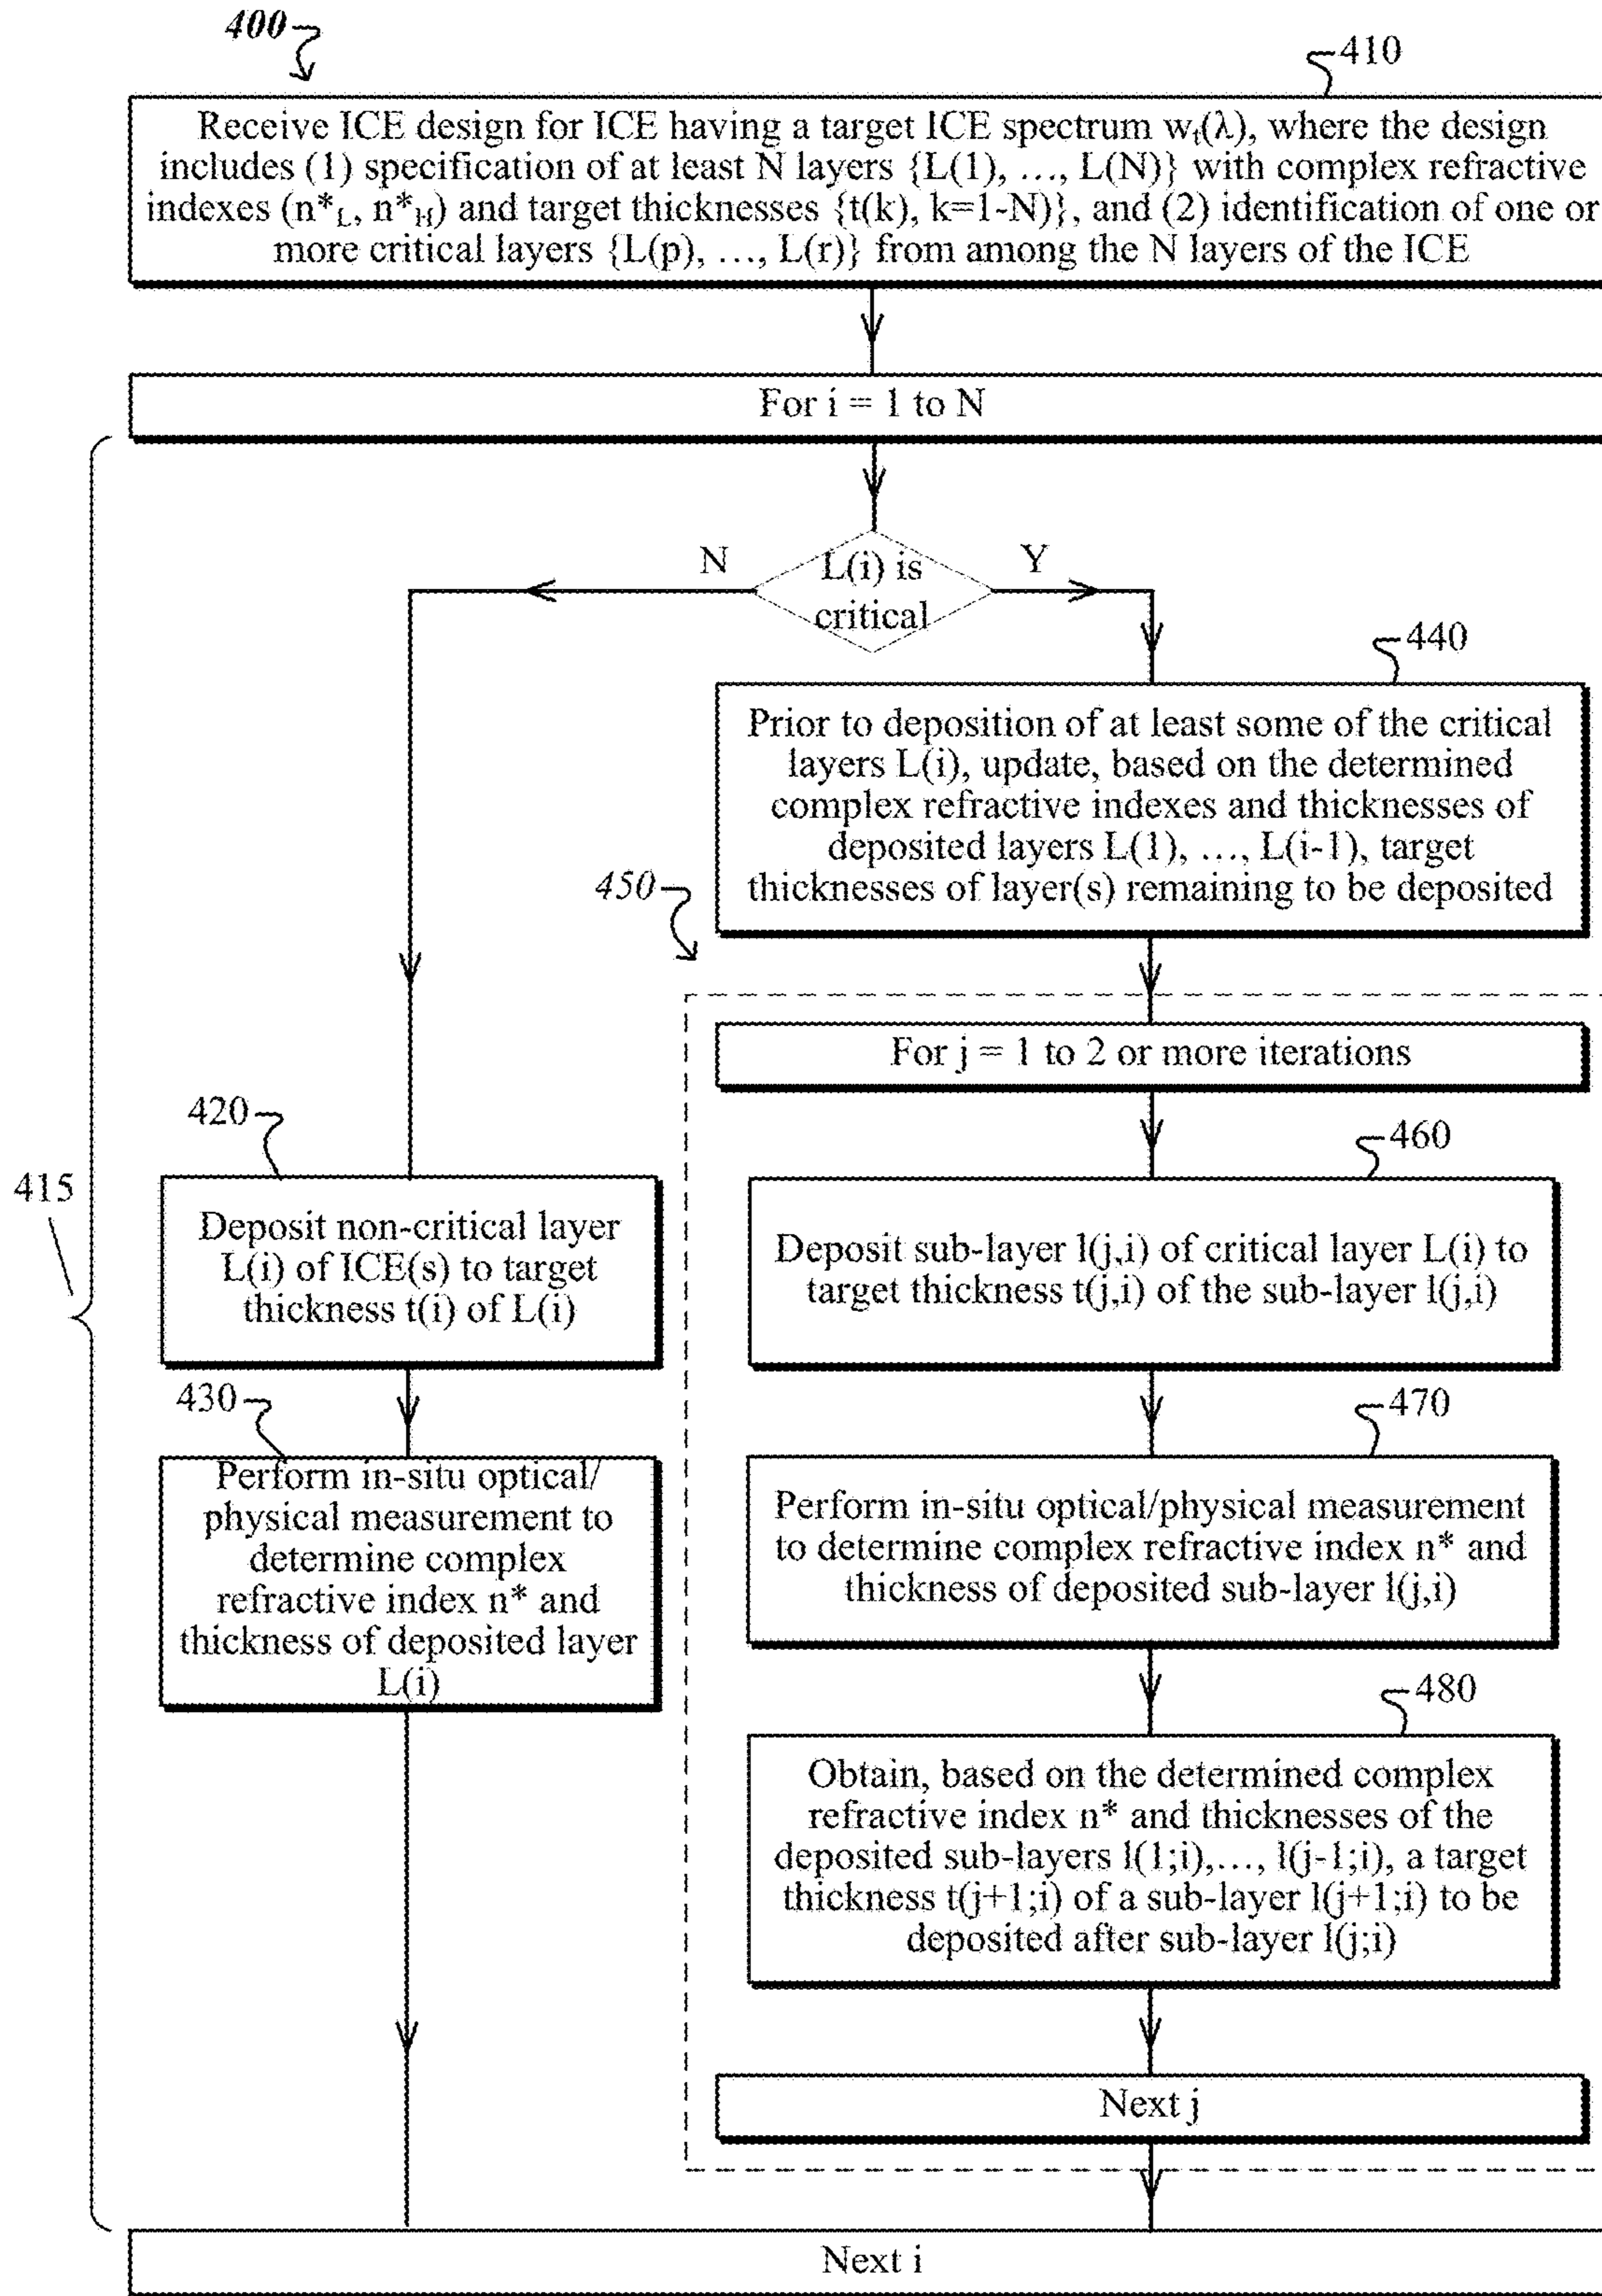 400
410
Receive ICE design for ICE having a target ICE spectrum wt(λ), where the design
includes (1) specification of at least N layers {L(1), …, L(N)} with complex refractive
indexes (n*L, n*H) and target thicknesses {t(k), k=1-N)}, and (2) identification of one or
more critical layers {L(p), …, L(r)} from among the N layers of the ICE
For i = 1 to N
N
L(i) is
critical
Y
440
Prior to deposition of at least some of the critical
layers L(i), update, based on the determined
complex refractive indexes and thicknesses of
deposited layers L(1), …, L(i-1), target
thicknesses of layer(s) remaining to be deposited
450
For j = 1 to 2 or more iterations
415
420
Deposit non-critical layer
L(i) of ICE(s) to target
thickness t(i) of L(i)
430
Perform in-situ optical/
physical measurement to
determine complex
refractive index n* and
thickness of deposited layer
L(i)
460
Deposit sub-layer l(j,i) of critical layer L(i) to
target thickness t(j,i) of the sub-layer l(j,i)
470
Perform in-situ optical/physical measurement
to determine complex refractive index n* and
thickness of deposited sub-layer l(j,i)
480
Obtain, based on the determined complex
refractive index n* and thicknesses of the
deposited sub-layers l(1;i),…, l(j-1;i), a target
thickness t(j+1;i) of a sub-layer l(j+1;i) to be
deposited after sub-layer l(j;i)
Next j
Next i